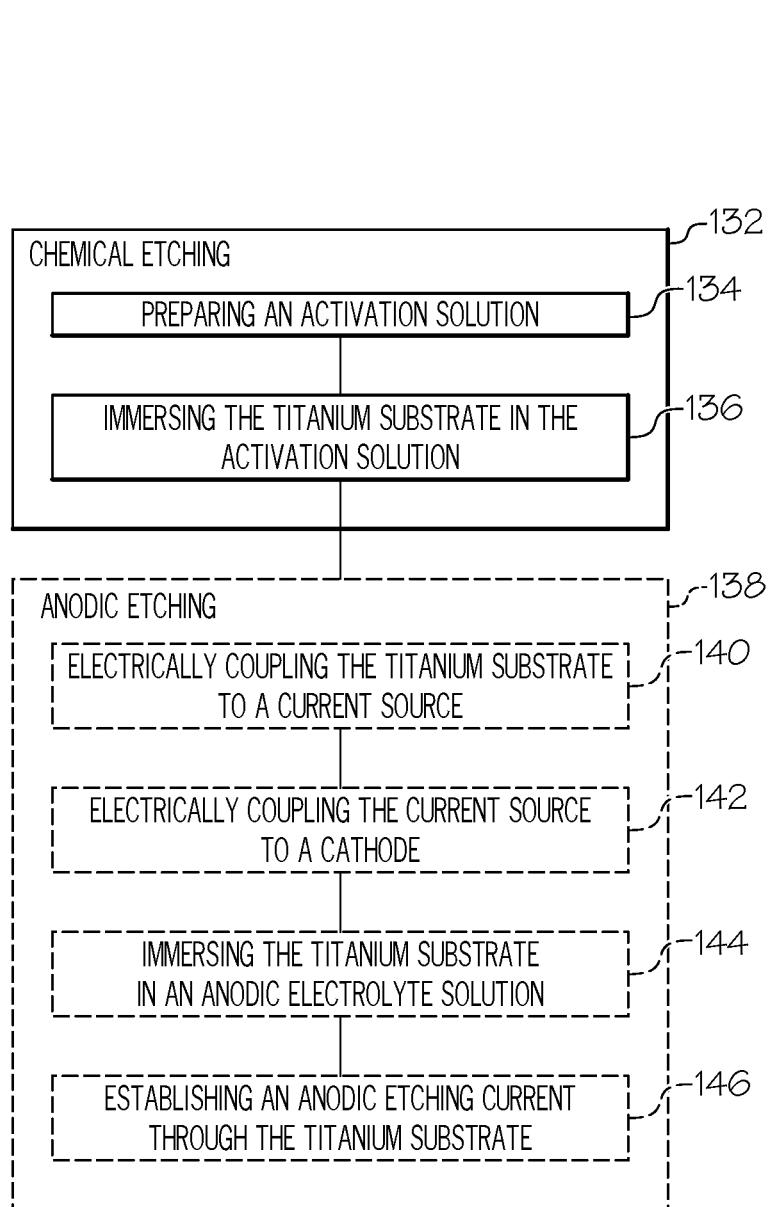 132
CHEMICAL ETCHING
134
PREPARING AN ACTIVATION SOLUTION
136
IMMERSING THE TITANIUM SUBSTRATE IN THE
ACTIVATION SOLUTION
138
ANODIC ETCHING
140
ELECTRICALLY COUPLING THE TITANIUM SUBSTRATE
TO A CURRENT SOURCE
142
ELECTRICALLY COUPLING THE CURRENT SOURCE
TO A CATHODE
144
IMMERSING THE TITANIUM SUBSTRATE
IN AN ANODIC ELECTROLYTE SOLUTION
146
ESTABLISHING AN ANODIC ETCHING CURRENT
THROUGH THE TITANIUM SUBSTRATE